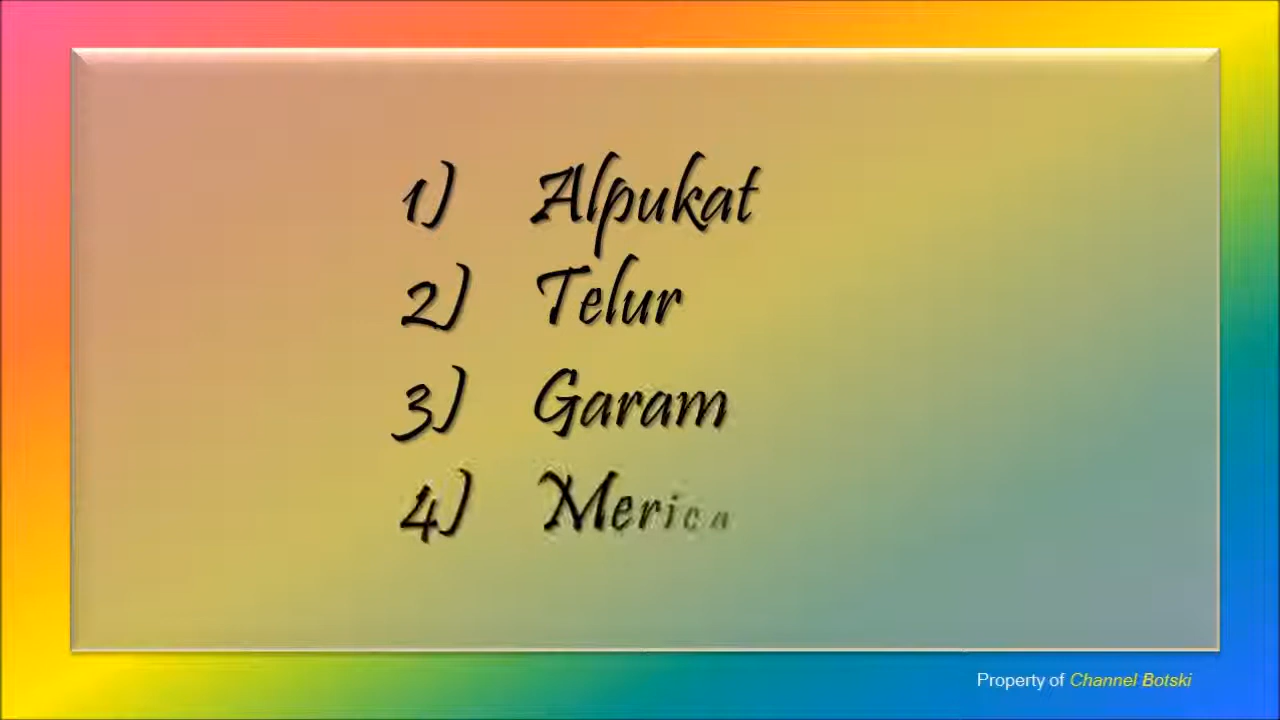 1) Alpukat
2) Telur
3) Garam
4) Merica
Property of Channel Botski